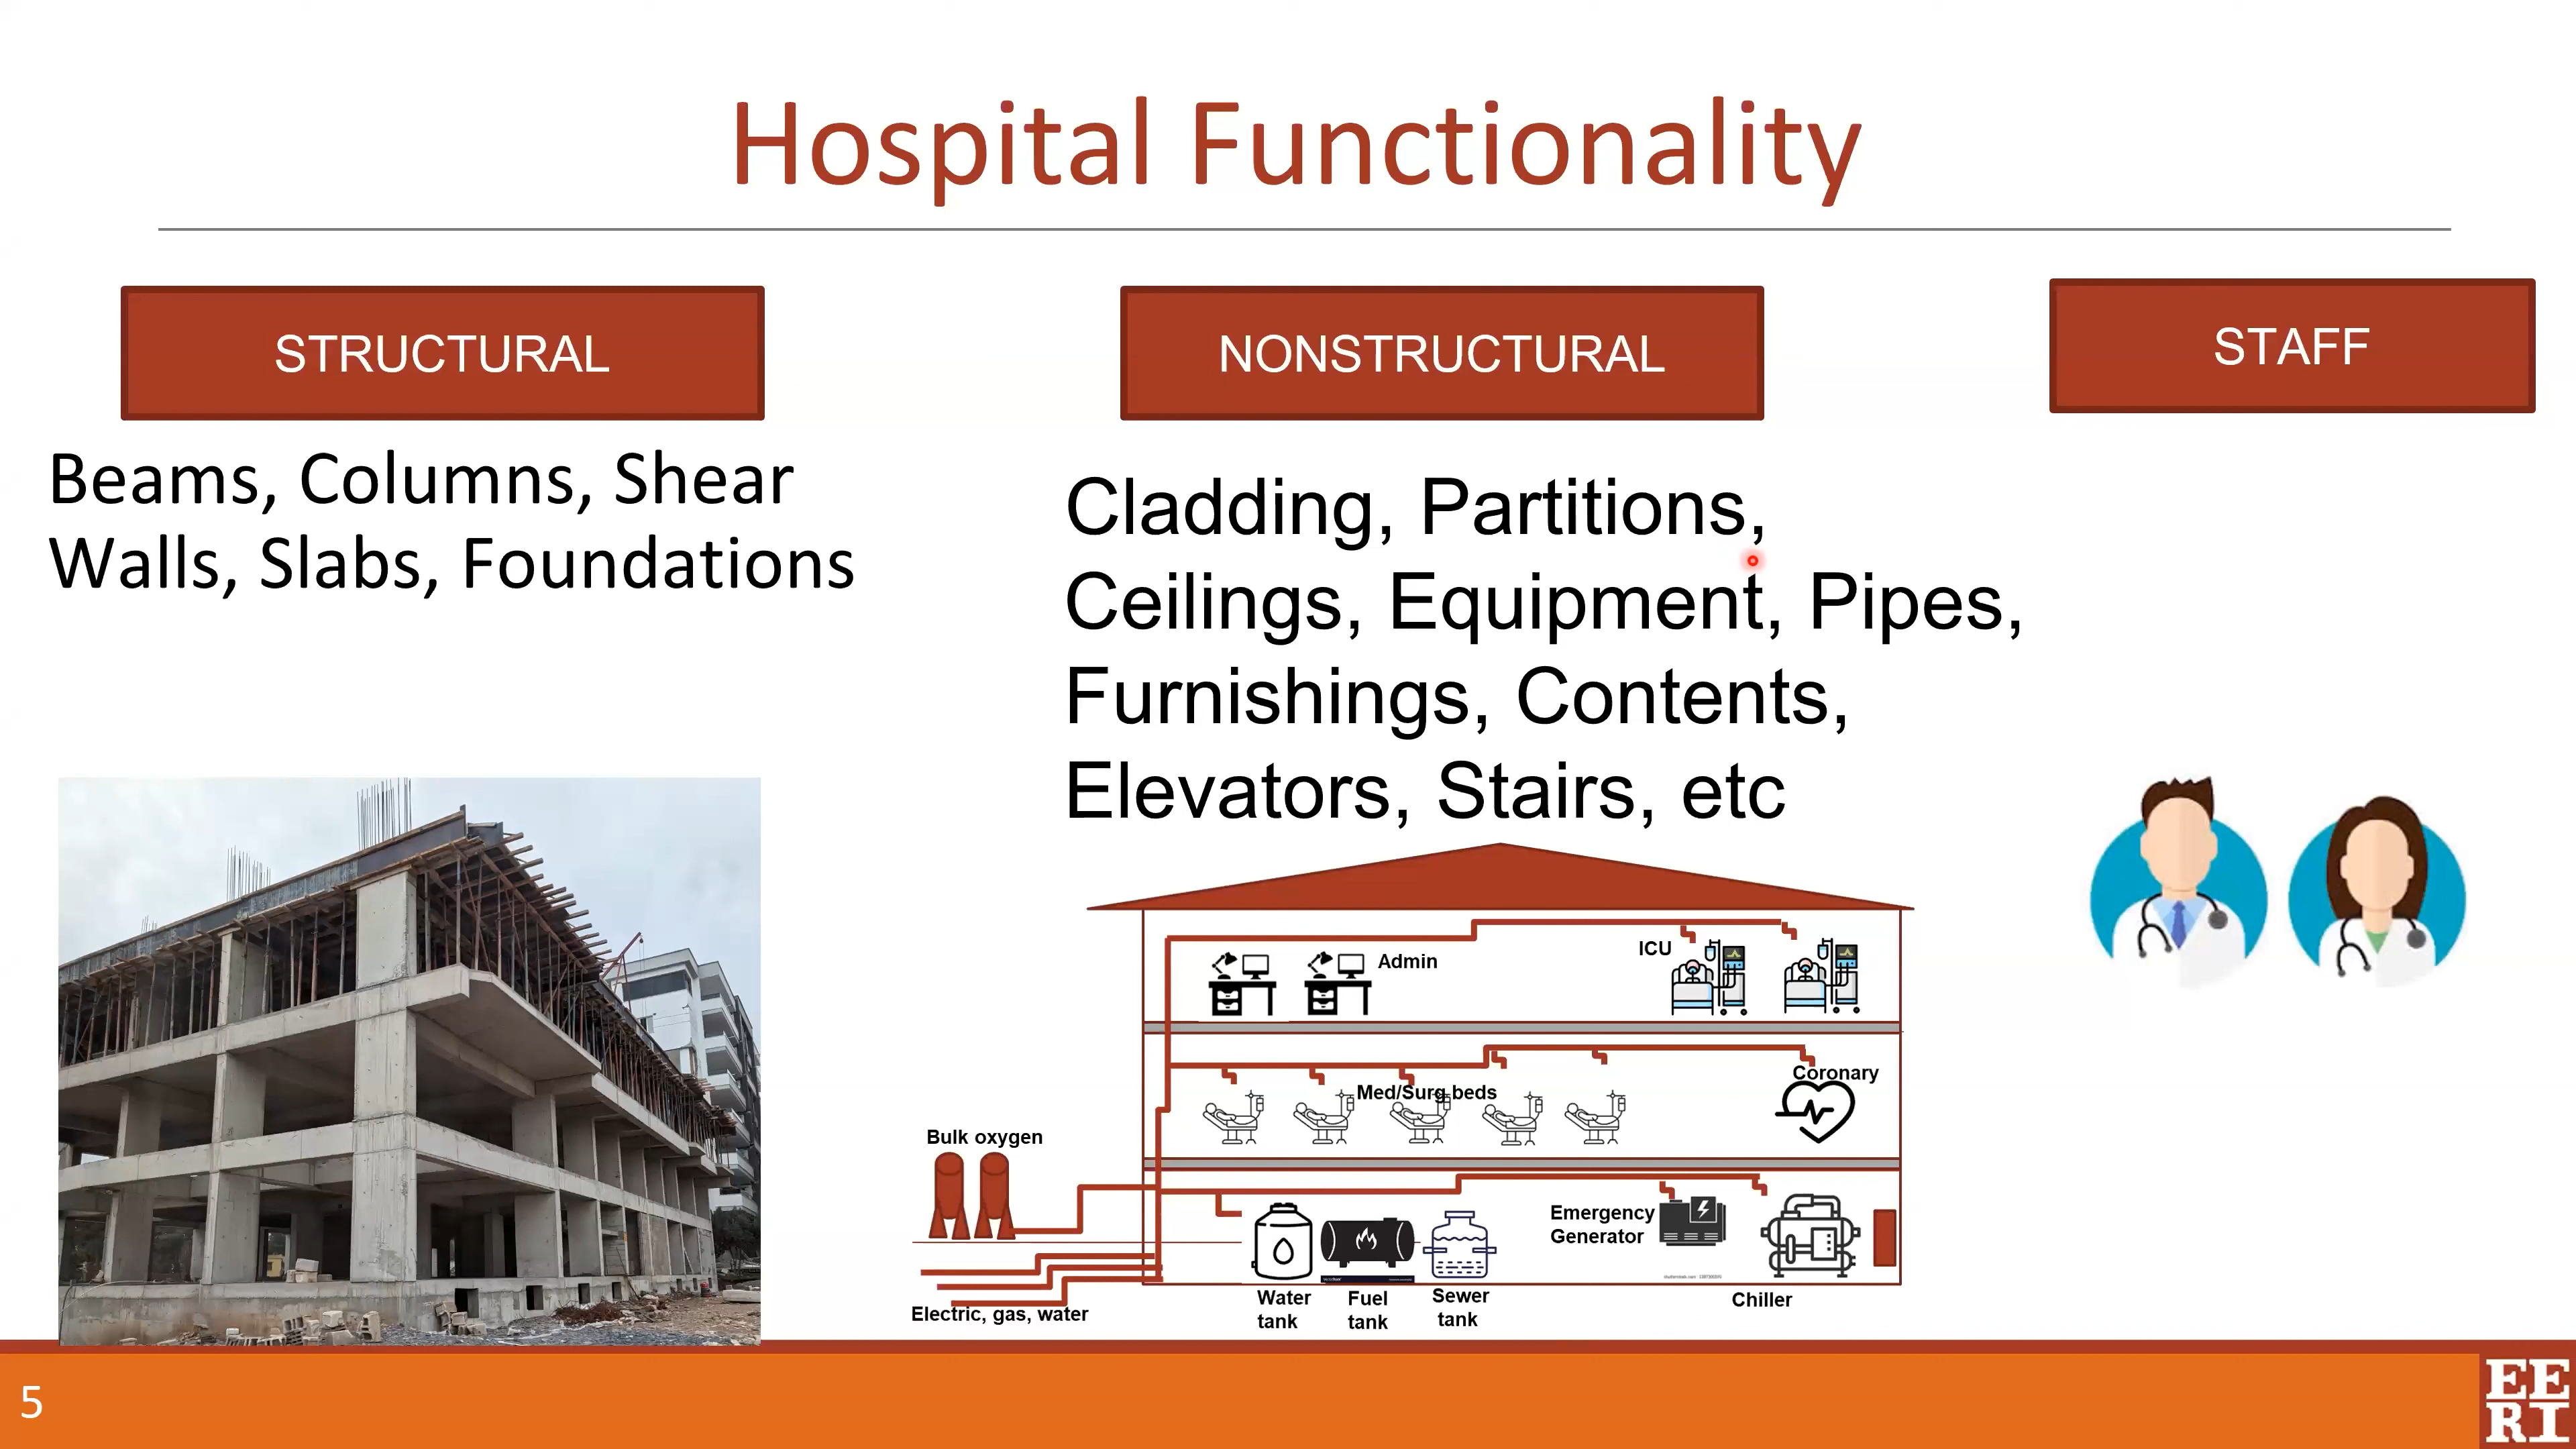 Hospital Functionality
STRUCTURAL
NONSTRUCTURAL
STAFF
Beams, Columns, Shear
Walls, Slabs, Foundations
Cladding, Partitions,
Ceilings, Equipment, Pipes,
Furnishings, Contents,
Elevators, Stairs, etc
Admin
ICU
Med/Surg beds
Coronary
Bulk oxygen
Emergency
Generator
Electric, gas, water
Water
tank
Fuel
tank
Sewer
tank
Chiller
5
EE
RI